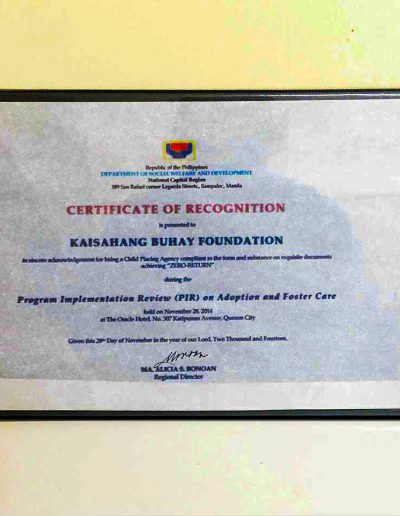 Republic of the Philippines
DEPARTMENT OF SOCIAL WELFARE AND DEVELOPMENT
National Capital Region
389 San Rafael corner Legarda Streets, Sampaloc, Manila
CERTIFICATE OF RECOGNITION
is presented to
KAISAHANG BUHAY FOUNDATION
in sincere acknowledgement for being a Child Placing Agency compliant to the form and substance on requisite documents
achieving "ZERO-RETURN"
during the
Program Implementation Review (PIR) on Adoption and Foster Care
held on November 28, 2014
at The Oracle Hotel, No. 307 Katipunan Avenue, Quezon City
Given this 28th Day of November in the year of our Lord, Two Thousand and Fourteen.
MA. ALICIA S. BONOAN
Regional Director